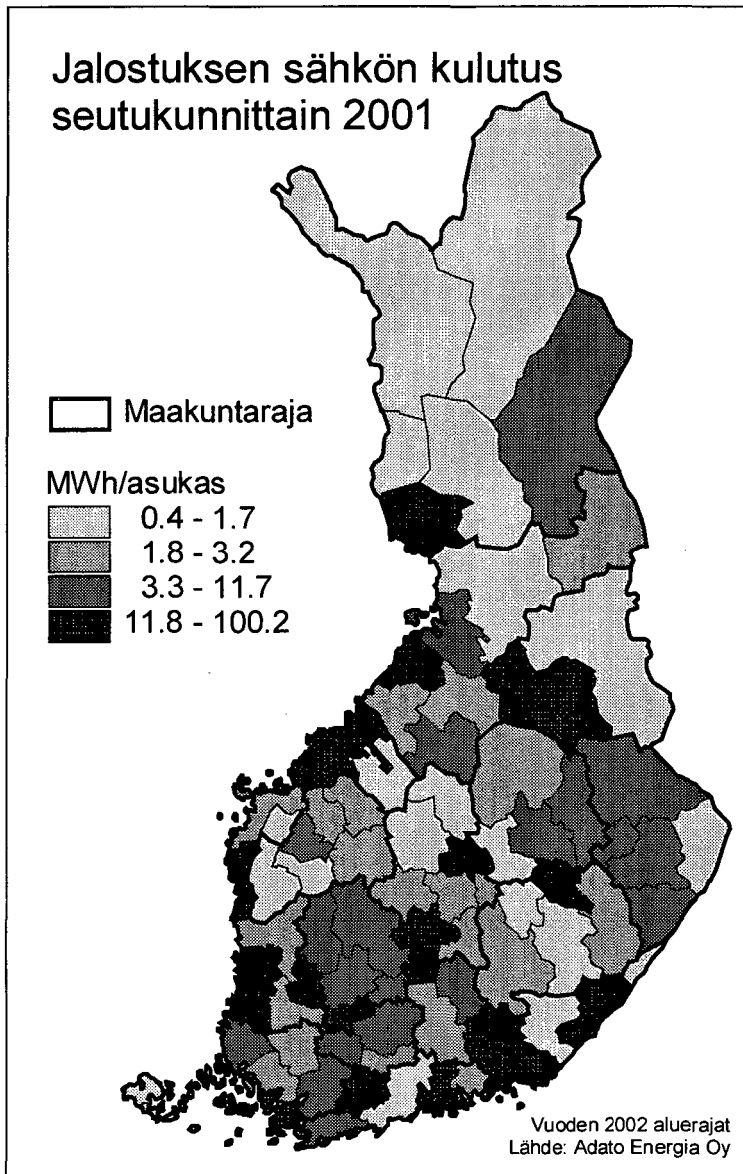 Jalostuksen sähkön kulutus
seutukunnittain 2001
Maakuntaraja
MWh/asukas
0.4 - 1.7
1.8 - 3.2
3.3 - 11.7
11.8 - 100.2
Vuoden 2002 aluerajat
Lähde: Adato Energia Oy